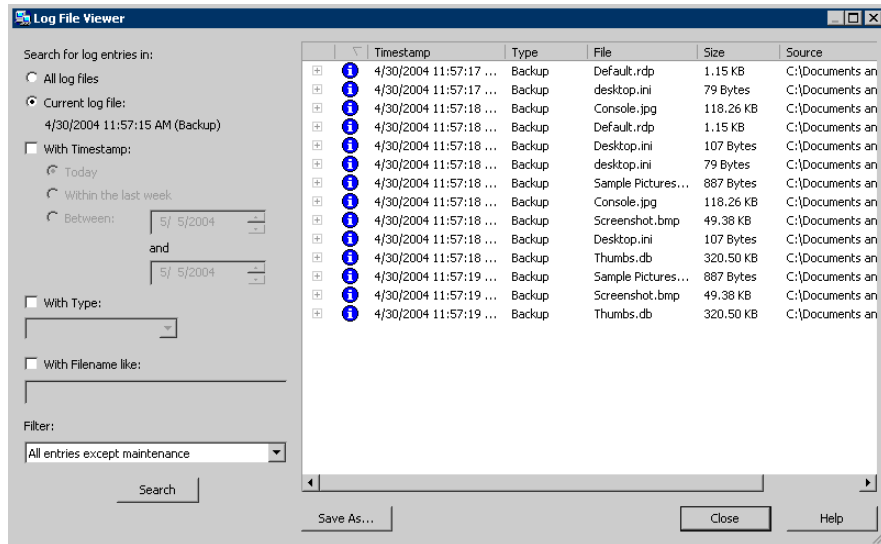 Log File Viewer
Search for log entries in:
All log files
Current log file:
4/30/2004 11:57:15 AM (Backup)
With Timestamp:
Today
Within the last week
Between:
5/ 5/2004
and
5/ 5/2004
With Type:
With Filename like:
Filter:
All entries except maintenance
Search
Timestamp Type File Size Source
4/30/2004 11:57:17 ... Backup Default.rdp 1.15 KB C:\Documents an
4/30/2004 11:57:17 ... Backup desktop.ini 79 Bytes C:\Documents an
4/30/2004 11:57:18 ... Backup Console.jpg 118.26 KB C:\Documents an
4/30/2004 11:57:18 ... Backup Default.rdp 1.15 KB C:\Documents an
4/30/2004 11:57:18 ... Backup Desktop.ini 107 Bytes C:\Documents an
4/30/2004 11:57:18 ... Backup desktop.ini 79 Bytes C:\Documents an
4/30/2004 11:57:18 ... Backup Sample Pictures... 887 Bytes C:\Documents an
4/30/2004 11:57:18 ... Backup Console.jpg 118.26 KB C:\Documents an
4/30/2004 11:57:18 ... Backup Screenshot.bmp 49.38 KB C:\Documents an
4/30/2004 11:57:18 ... Backup Desktop.ini 107 Bytes C:\Documents an
4/30/2004 11:57:18 ... Backup Thumbs.db 320.50 KB C:\Documents an
4/30/2004 11:57:19 ... Backup Sample Pictures... 887 Bytes C:\Documents an
4/30/2004 11:57:19 ... Backup Screenshot.bmp 49.38 KB C:\Documents an
4/30/2004 11:57:19 ... Backup Thumbs.db 320.50 KB C:\Documents an
Save As...
Close
Help